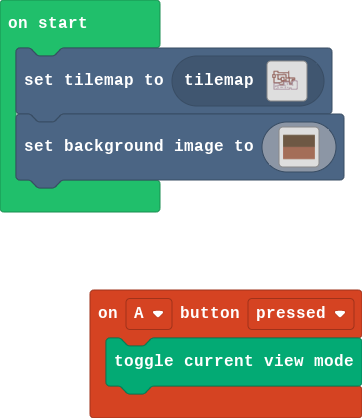 on start
set tilemap to tilemap
set background image to
on A button pressed
toggle current view mode